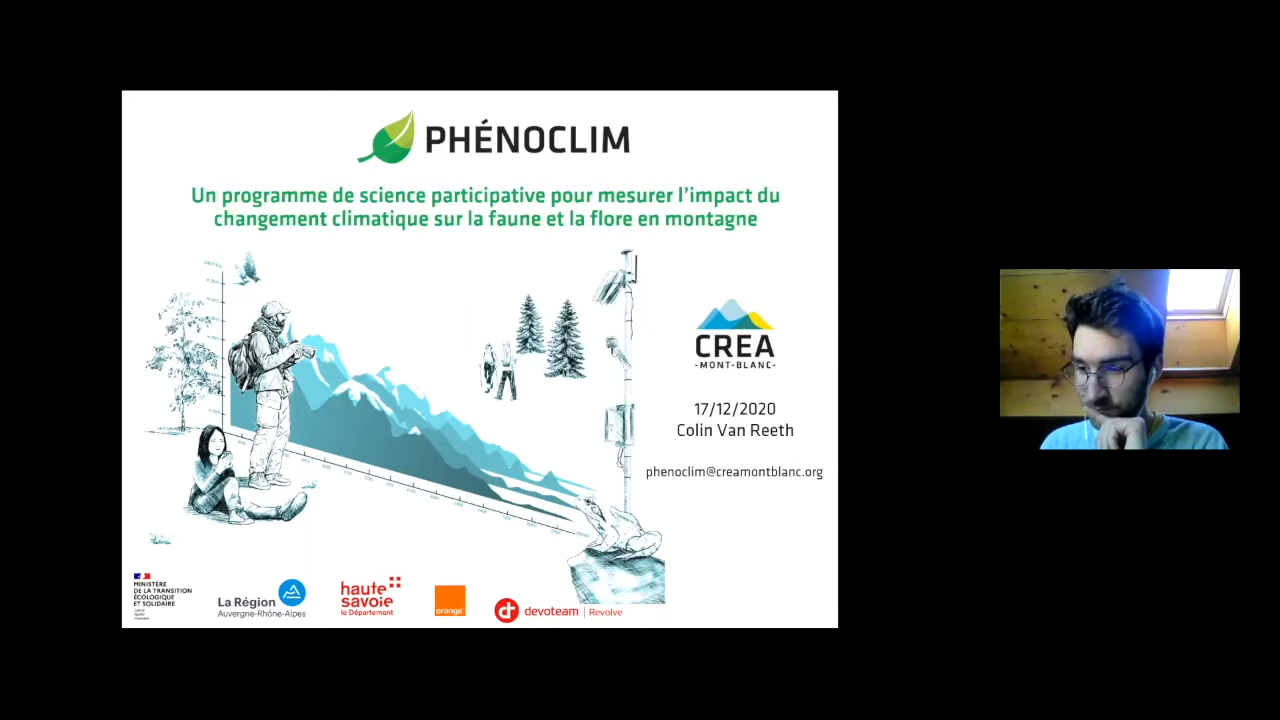 PHÉNOCLIM
Un programme de science participative pour mesurer l'impact du
changement climatique sur la faune et la flore en montagne
CREA
-MONT-BLANC-
17/12/2020
Colin Van Reeth
phenoclim@creamontblanc.org
MINISTÈRE
DE LA TRANSITION
ÉCOLOGIQUE
ET SOLIDAIRE
La Région
Auvergne-Rhône-Alpes
haute
savoie
le Département
orange
devoteam | Revolve